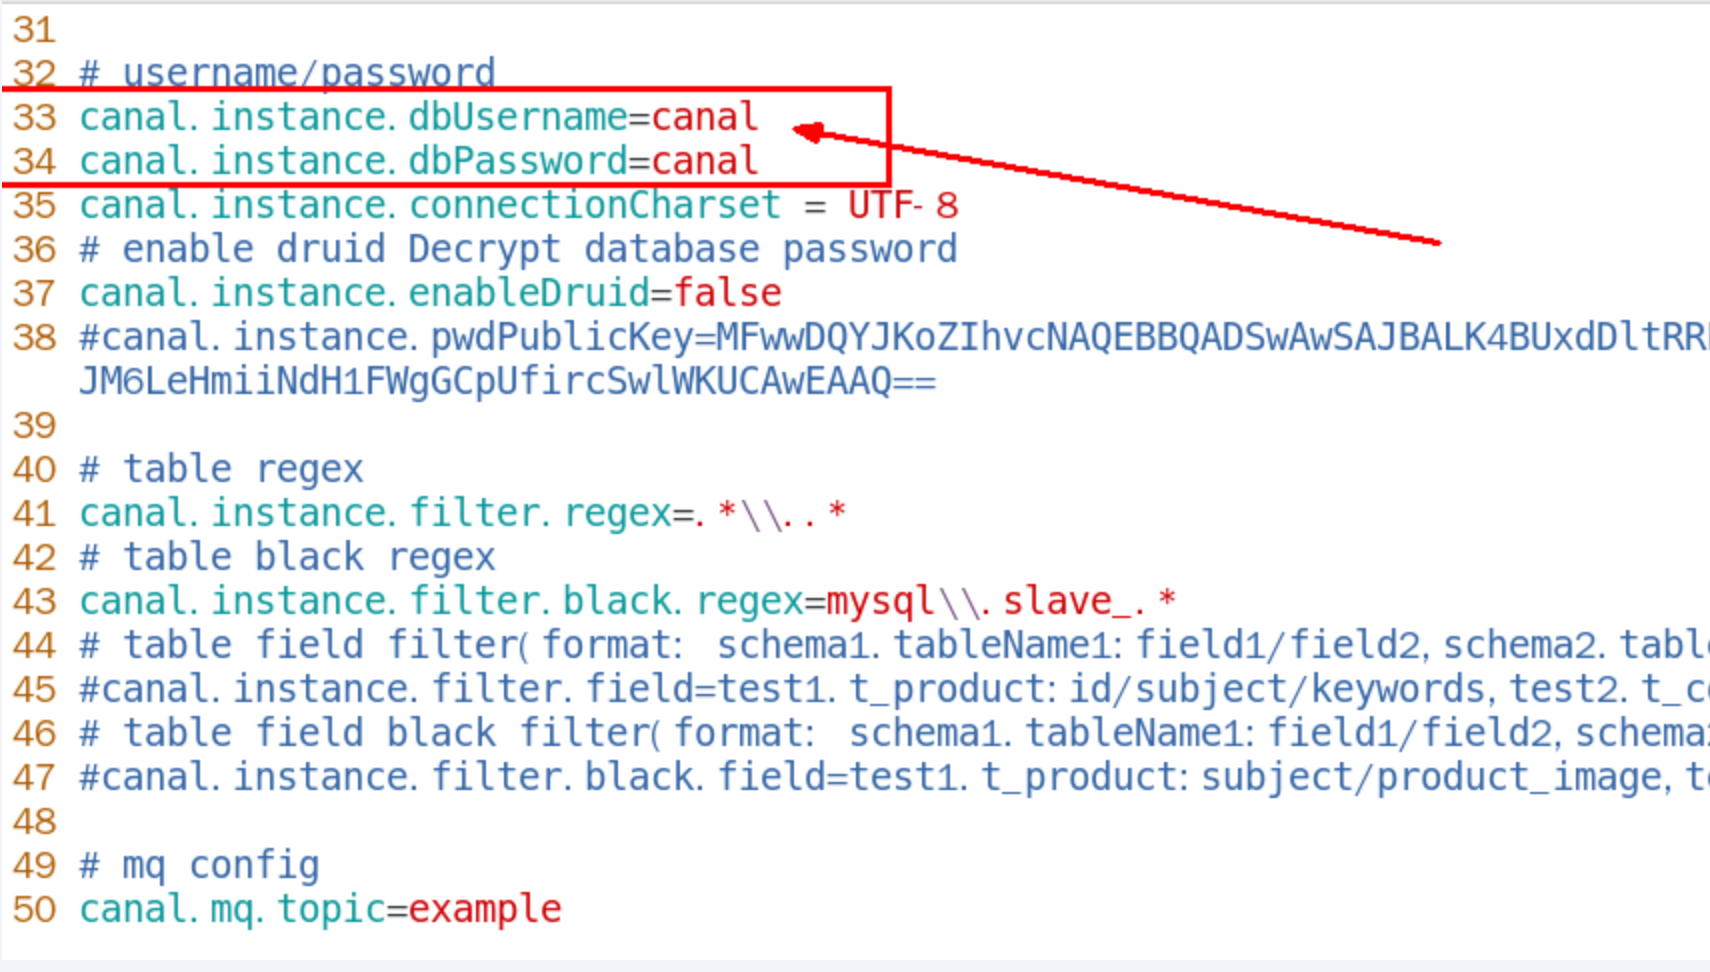 31
32 # username/password
33 canal.instance.dbUsername=canal
34 canal.instance.dbPassword=canal
35 canal.instance.connectionCharset = UTF-8
36 # enable druid Decrypt database password
37 canal.instance.enableDruid=false
38 #canal.instance.pwdPublicKey=MFwwDQYJKoZIhvcNAQEBBQADSwAwSAJBALK4BUxdDltRR
JM6LeHmiiNdH1FWgGCpUfircSwlWKUCAwEAAQ==
39
40 # table regex
41 canal.instance.filter.regex=.*\\..*
42 # table black regex
43 canal.instance.filter.black.regex=mysql\\.slave_.*
44 # table field filter(format: schema1.tableName1:field1/field2,schema2.tabl
45 #canal.instance.filter.field=test1.t_product:id/subject/keywords,test2.t_c
46 # table field black filter(format: schema1.tableName1:field1/field2,schema
47 #canal.instance.filter.black.field=test1.t_product:subject/product_image,t
48
49 # mq config
50 canal.mq.topic=example